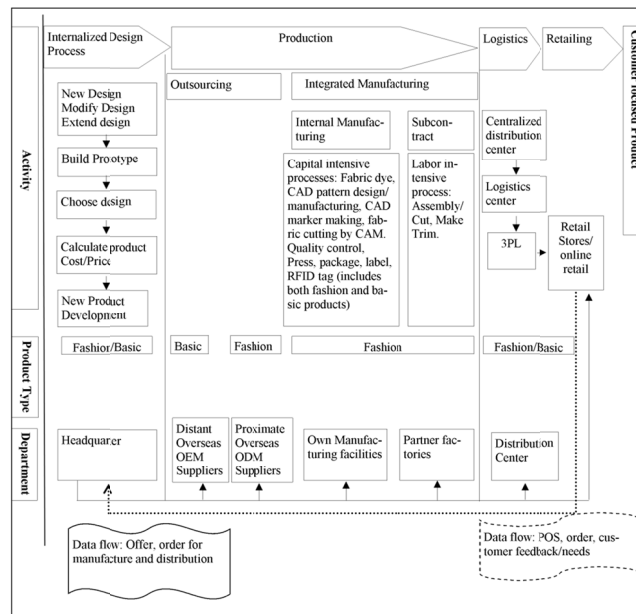 Internalized Design
Process
Production
Logistics
Retailing
Customer focused Product
Outsourcing
Integrated Manufacturing
New Design
Modify Design
Extend design
Build Prototype
Choose design
Calculate product
Cost/Price
New Product
Development
Internal Manufac-
turing
Subcon-
tract
Capital intensive
processes: Fabric dye,
CAD pattern design/
manufacturing, CAD
marker making, fab-
ric cutting by CAM.
Quality control,
Press, package, label,
RFID tag (includes
both fashion and ba-
sic products)
Labor in-
tensive
process:
Assembly/
Cut, Make
Trim.
Centralized
distribution
center
Logistics
center
3PL
Retail
Stores/
online
retail
Activity
Product Type
Fashion/Basic
Basic
Fashion
Fashion
Fashion/Basic
Department
Headquarter
Distant
Overseas
OEM
Suppliers
Proximate
Overseas
ODM
Suppliers
Own Manufac-
turing facilities
Partner fac-
tories
Distribution
Center
Data flow: Offer, order for
manufacture and distribution
Data flow: POS, order, cus-
tomer feedback/needs